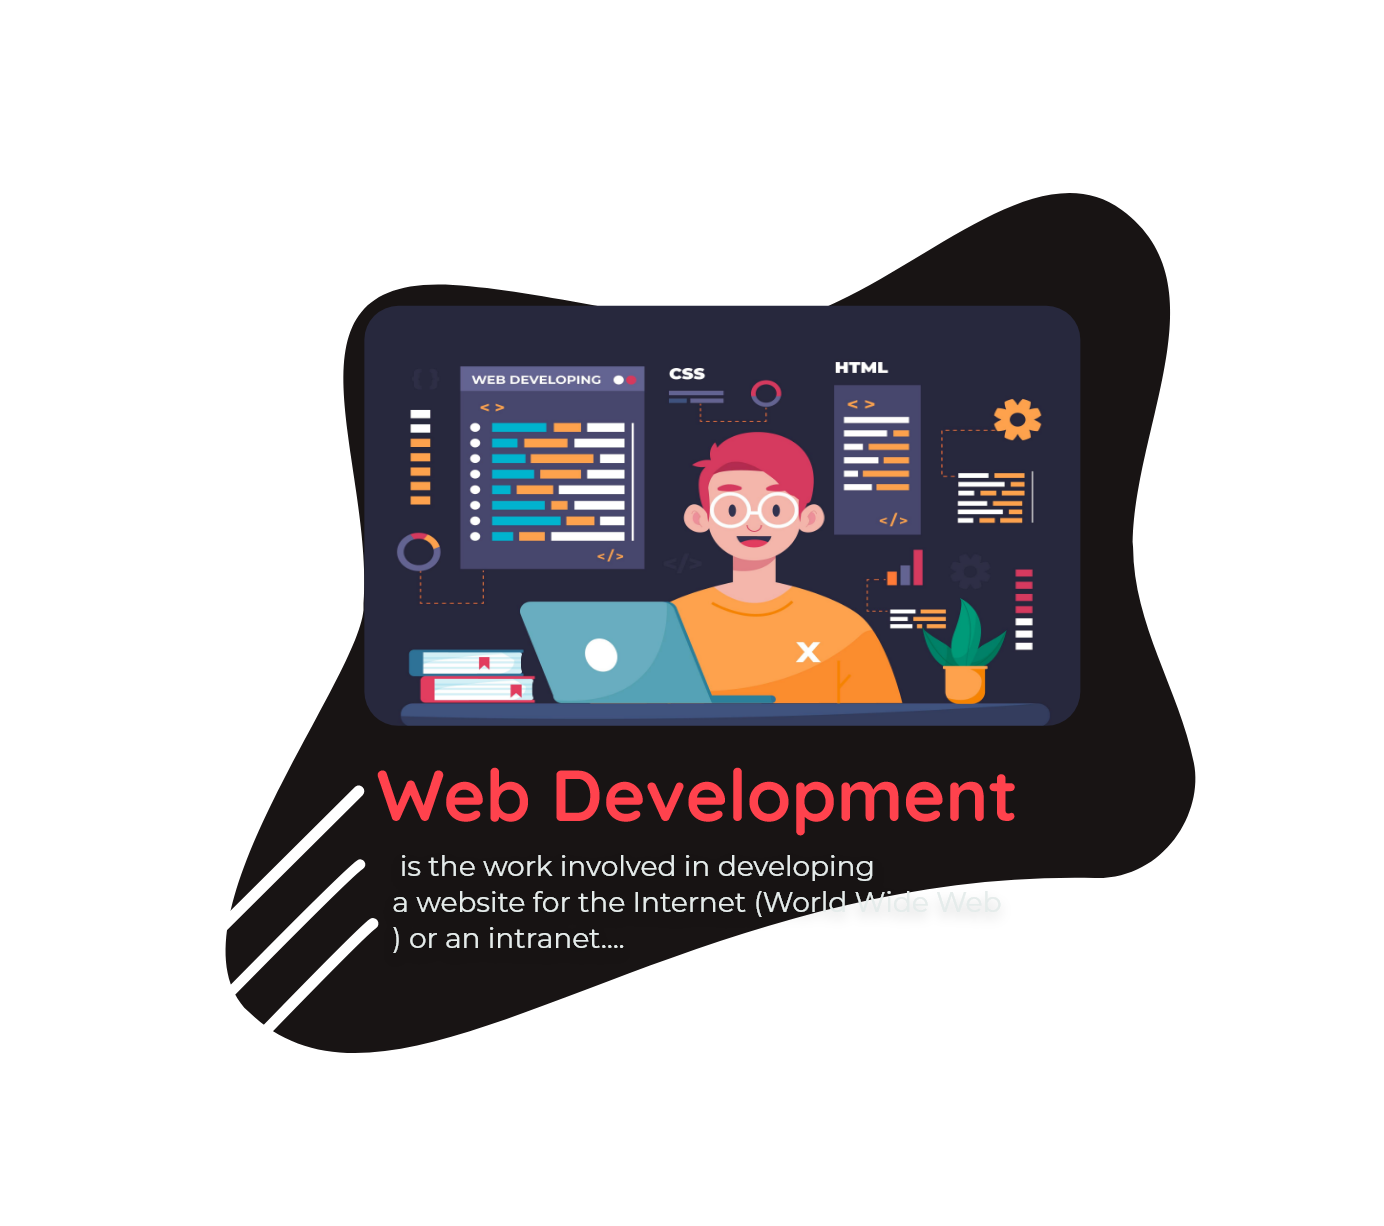 WEB DEVELOPING
< >
</>
CSS
HTML
< >
</>
{ }
</>
X
Web Development
is the work involved in developing
a website for the Internet (World Wide Web
) or an intranet....